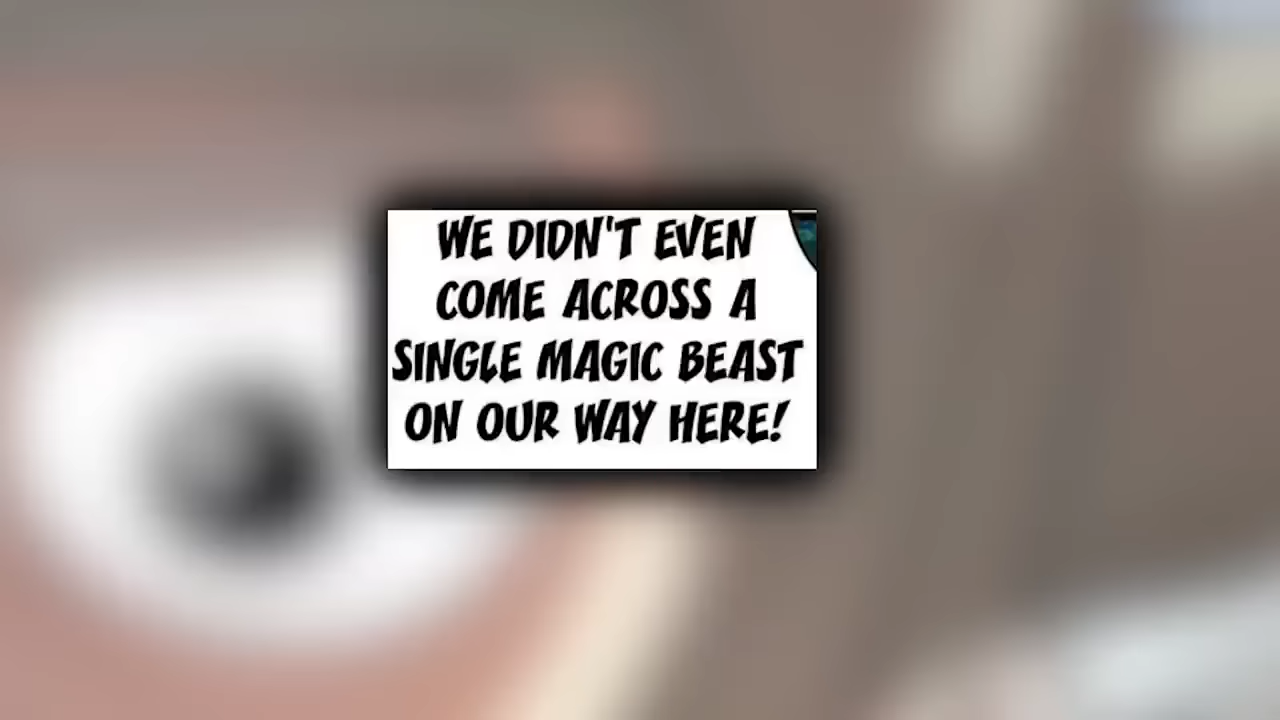 WE DIDN'T EVEN
COME ACROSS A
SINGLE MAGIC BEAST
ON OUR WAY HERE!